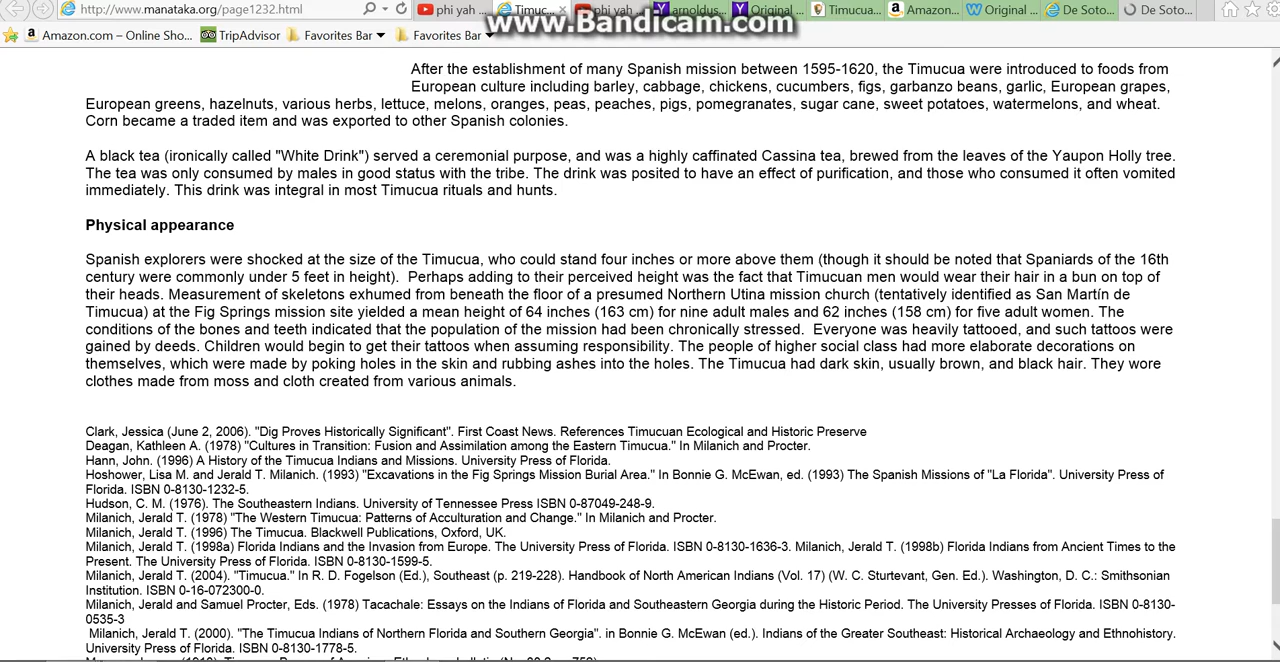 http://www.manataka.org/page1232.html
phi yah ...
Timuc...
phi yah ...
arnoldus...
Original ...
Timucua...
Amazon...
Original ...
De Soto...
De Soto...
www.Bandicam.com
Amazon.com – Online Sho...
TripAdvisor
Favorites Bar
Favorites Bar
After the establishment of many Spanish mission between 1595-1620, the Timucua were introduced to foods from
European culture including barley, cabbage, chickens, cucumbers, figs, garbanzo beans, garlic, European grapes,
European greens, hazelnuts, various herbs, lettuce, melons, oranges, peas, peaches, pigs, pomegranates, sugar cane, sweet potatoes, watermelons, and wheat.
Corn became a traded item and was exported to other Spanish colonies.
A black tea (ironically called "White Drink") served a ceremonial purpose, and was a highly caffinated Cassina tea, brewed from the leaves of the Yaupon Holly tree.
The tea was only consumed by males in good status with the tribe. The drink was posited to have an effect of purification, and those who consumed it often vomited
immediately. This drink was integral in most Timucua rituals and hunts.
Physical appearance
Spanish explorers were shocked at the size of the Timucua, who could stand four inches or more above them (though it should be noted that Spaniards of the 16th
century were commonly under 5 feet in height). Perhaps adding to their perceived height was the fact that Timucuan men would wear their hair in a bun on top of
their heads. Measurement of skeletons exhumed from beneath the floor of a presumed Northern Utina mission church (tentatively identified as San Martín de
Timucua) at the Fig Springs mission site yielded a mean height of 64 inches (163 cm) for nine adult males and 62 inches (158 cm) for five adult women. The
conditions of the bones and teeth indicated that the population of the mission had been chronically stressed. Everyone was heavily tattooed, and such tattoos were
gained by deeds. Children would begin to get their tattoos when assuming responsibility. The people of higher social class had more elaborate decorations on
themselves, which were made by poking holes in the skin and rubbing ashes into the holes. The Timucua had dark skin, usually brown, and black hair. They wore
clothes made from moss and cloth created from various animals.
Clark, Jessica (June 2, 2006). "Dig Proves Historically Significant". First Coast News. References Timucuan Ecological and Historic Preserve
Deagan, Kathleen A. (1978) "Cultures in Transition: Fusion and Assimilation among the Eastern Timucua." In Milanich and Procter.
Hann, John. (1996) A History of the Timucua Indians and Missions. University Press of Florida.
Hoshower, Lisa M. and Jerald T. Milanich. (1993) "Excavations in the Fig Springs Mission Burial Area." In Bonnie G. McEwan, ed. (1993) The Spanish Missions of "La Florida". University Press of
Florida. ISBN 0-8130-1232-5.
Hudson, C. M. (1976). The Southeastern Indians. University of Tennessee Press ISBN 0-87049-248-9.
Milanich, Jerald T. (1978) "The Western Timucua: Patterns of Acculturation and Change." In Milanich and Procter.
Milanich, Jerald T. (1996) The Timucua. Blackwell Publications, Oxford, UK.
Milanich, Jerald T. (1998a) Florida Indians and the Invasion from Europe. The University Press of Florida. ISBN 0-8130-1636-3. Milanich, Jerald T. (1998b) Florida Indians from Ancient Times to the
Present. The University Press of Florida. ISBN 0-8130-1599-5.
Milanich, Jerald T. (2004). "Timucua." In R. D. Fogelson (Ed.), Southeast (p. 219-228). Handbook of North American Indians (Vol. 17) (W. C. Sturtevant, Gen. Ed.). Washington, D. C.: Smithsonian
Institution. ISBN 0-16-072300-0.
Milanich, Jerald and Samuel Procter, Eds. (1978) Tacachale: Essays on the Indians of Florida and Southeastern Georgia during the Historic Period. The University Presses of Florida. ISBN 0-8130-
0535-3
Milanich, Jerald T. (2000). "The Timucua Indians of Northern Florida and Southern Georgia". in Bonnie G. McEwan (ed.). Indians of the Greater Southeast: Historical Archaeology and Ethnohistory.
University Press of Florida. ISBN 0-8130-1778-5.